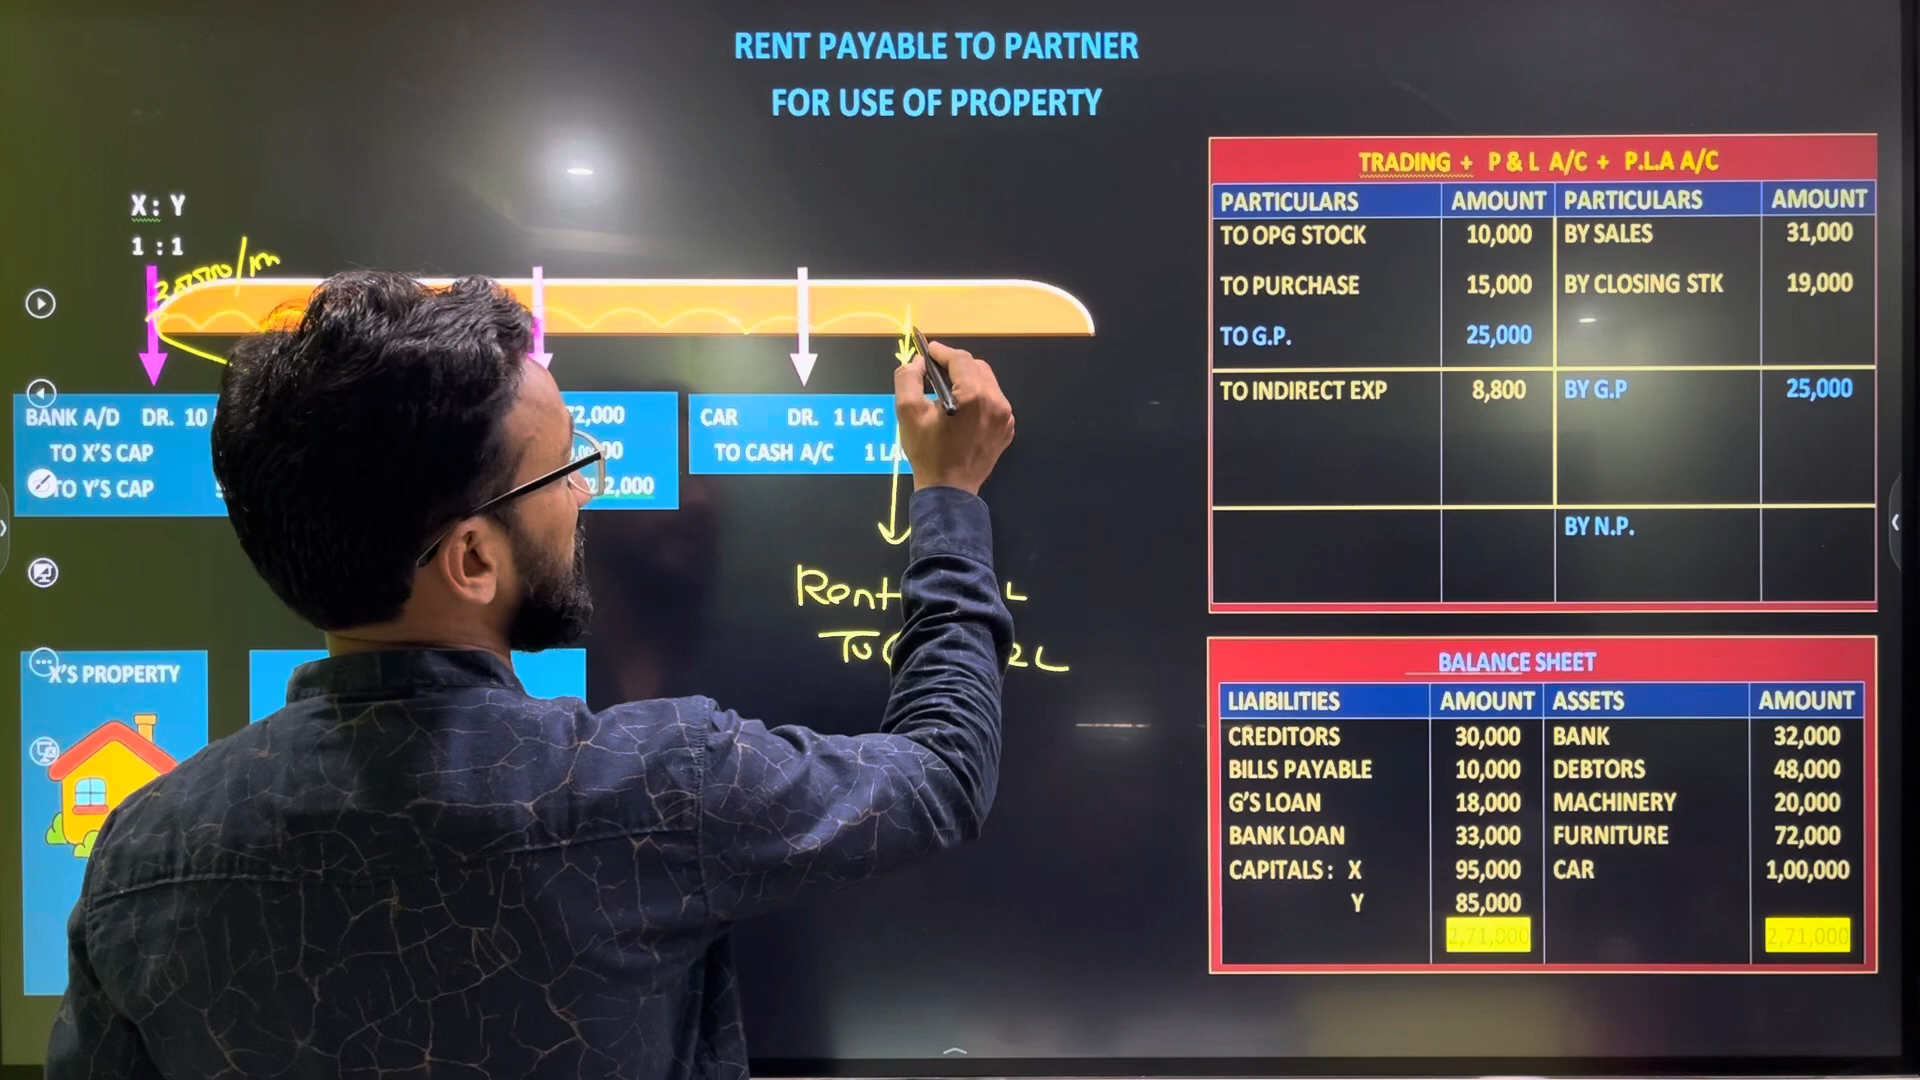 RENT PAYABLE TO PARTNER
FOR USE OF PROPERTY
X: Y
1 : 1
BANK A/D DR. 10
TO X'S CAP
TO Y'S CAP
2,000
CAR DR. 1 LAC
TO CASH A/C
Rent
To
X'S PROPERTY
TRADING + P & L A/C + P.L.A A/C
PARTICULARS AMOUNT PARTICULARS AMOUNT
TO OPG STOCK 10,000 BY SALES 31,000
TO PURCHASE 15,000 BY CLOSING STK 19,000
TO G.P. 25,000
TO INDIRECT EXP 8,800 BY G.P 25,000
BY N.P.
BALANCE SHEET
LIAIBILITIES AMOUNT ASSETS AMOUNT
CREDITORS 30,000 BANK 32,000
BILLS PAYABLE 10,000 DEBTORS 48,000
G'S LOAN 18,000 MACHINERY 20,000
BANK LOAN 33,000 FURNITURE 72,000
CAPITALS : X 95,000 CAR 1,00,000
Y 85,000
2,71,000 2,71,000